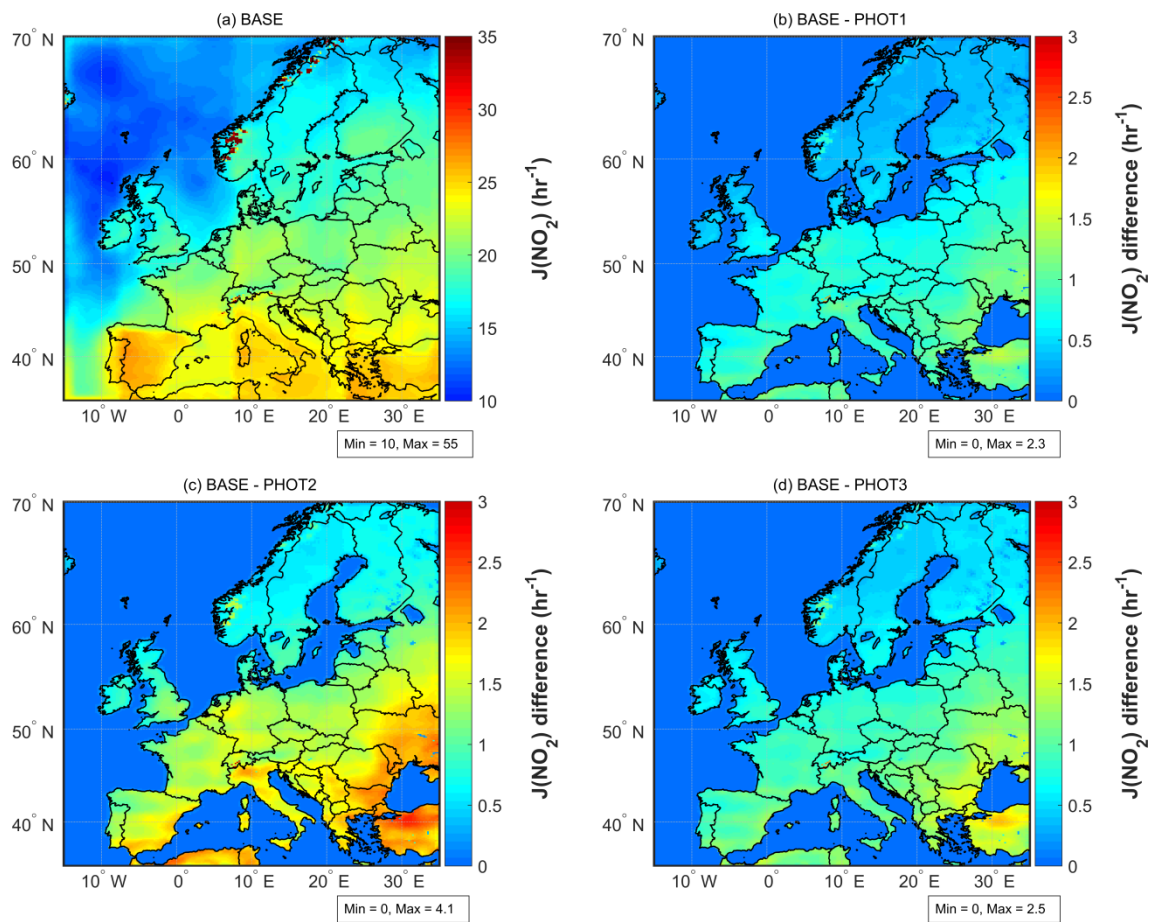 (a) BASE
70° N
60° N
50° N
40° N
10° W
0°
10° E
20° E
30° E
35
30
25
20
15
10
J(NO₂) (hr⁻¹)
Min = 10, Max = 55
(b) BASE - PHOT1
70° N
60° N
50° N
40° N
10° W
0°
10° E
20° E
30° E
3
2.5
2
1.5
1
0.5
0
J(NO₂) difference (hr⁻¹)
Min = 0, Max = 2.3
(c) BASE - PHOT2
70° N
60° N
50° N
40° N
10° W
0°
10° E
20° E
30° E
3
2.5
2
1.5
1
0.5
0
J(NO₂) difference (hr⁻¹)
Min = 0, Max = 4.1
(d) BASE - PHOT3
70° N
60° N
50° N
40° N
10° W
0°
10° E
20° E
30° E
3
2.5
2
1.5
1
0.5
0
J(NO₂) difference (hr⁻¹)
Min = 0, Max = 2.5